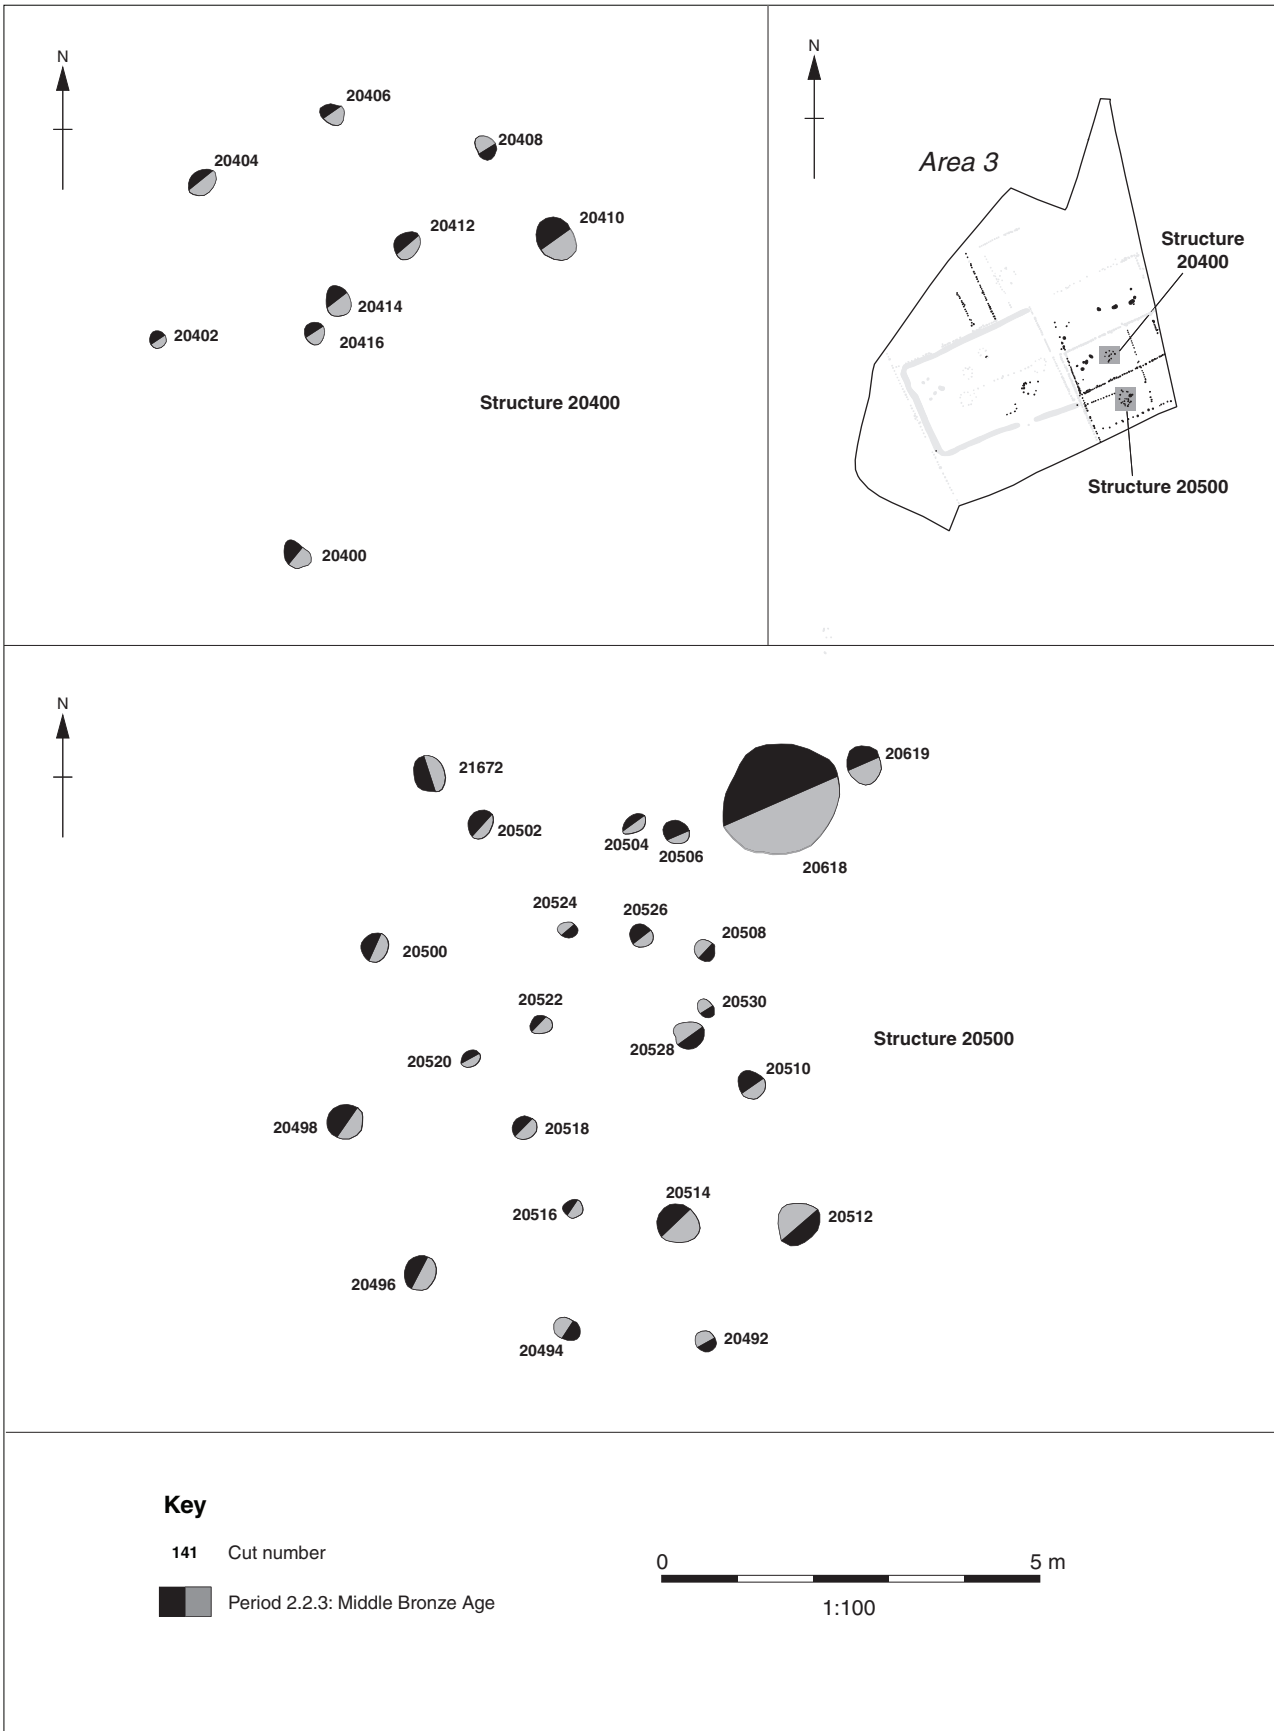 N
20406
20408
20404
20412
20410
20414
20402
20416
Structure 20400
20400
N
Area 3
Structure
20400
Structure 20500
N
21672
20619
20502
20504
20506
20618
20524
20526
20508
20500
20522
20530
20528
20520
20510
20498
20518
20514
20516
20512
20496
20494
20492
Structure 20500
Key
141 Cut number
Period 2.2.3: Middle Bronze Age
0 5 m
1:100